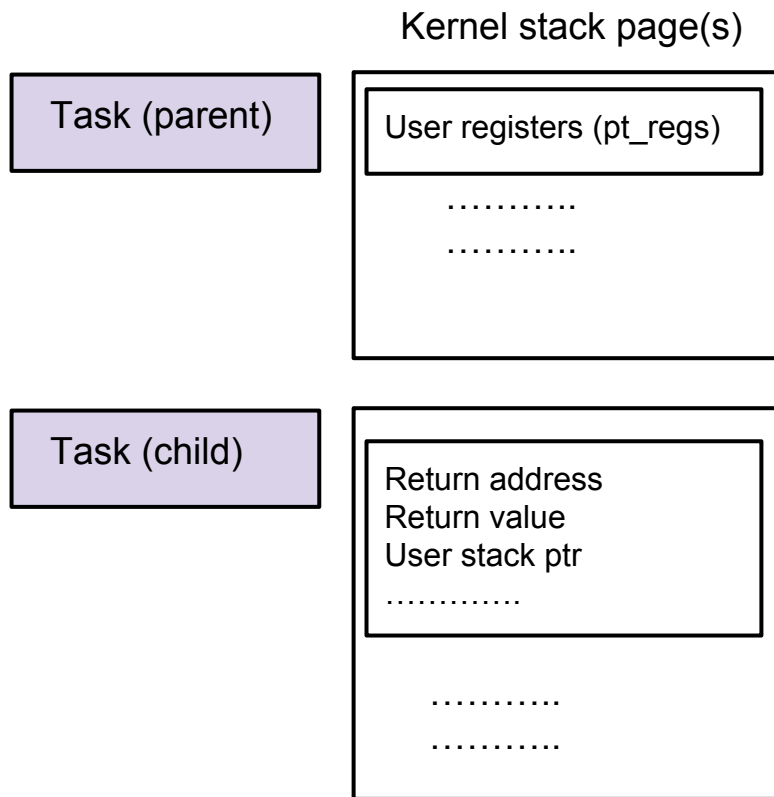 Kernel stack page(s)
Task (parent)
User registers (pt_regs)
………..
………..
Task (child)
Return address
Return value
User stack ptr
………….
………..
………..